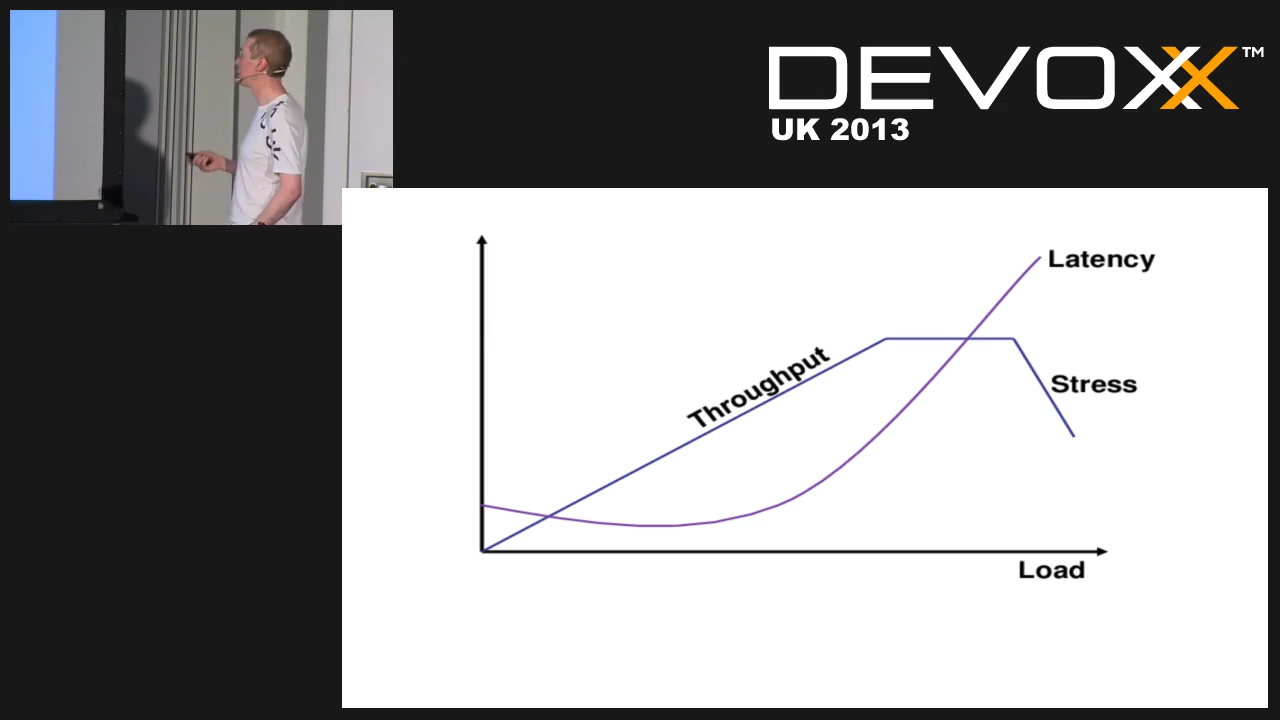 DEVOXX™
UK 2013
Latency
Throughput
Stress
Load